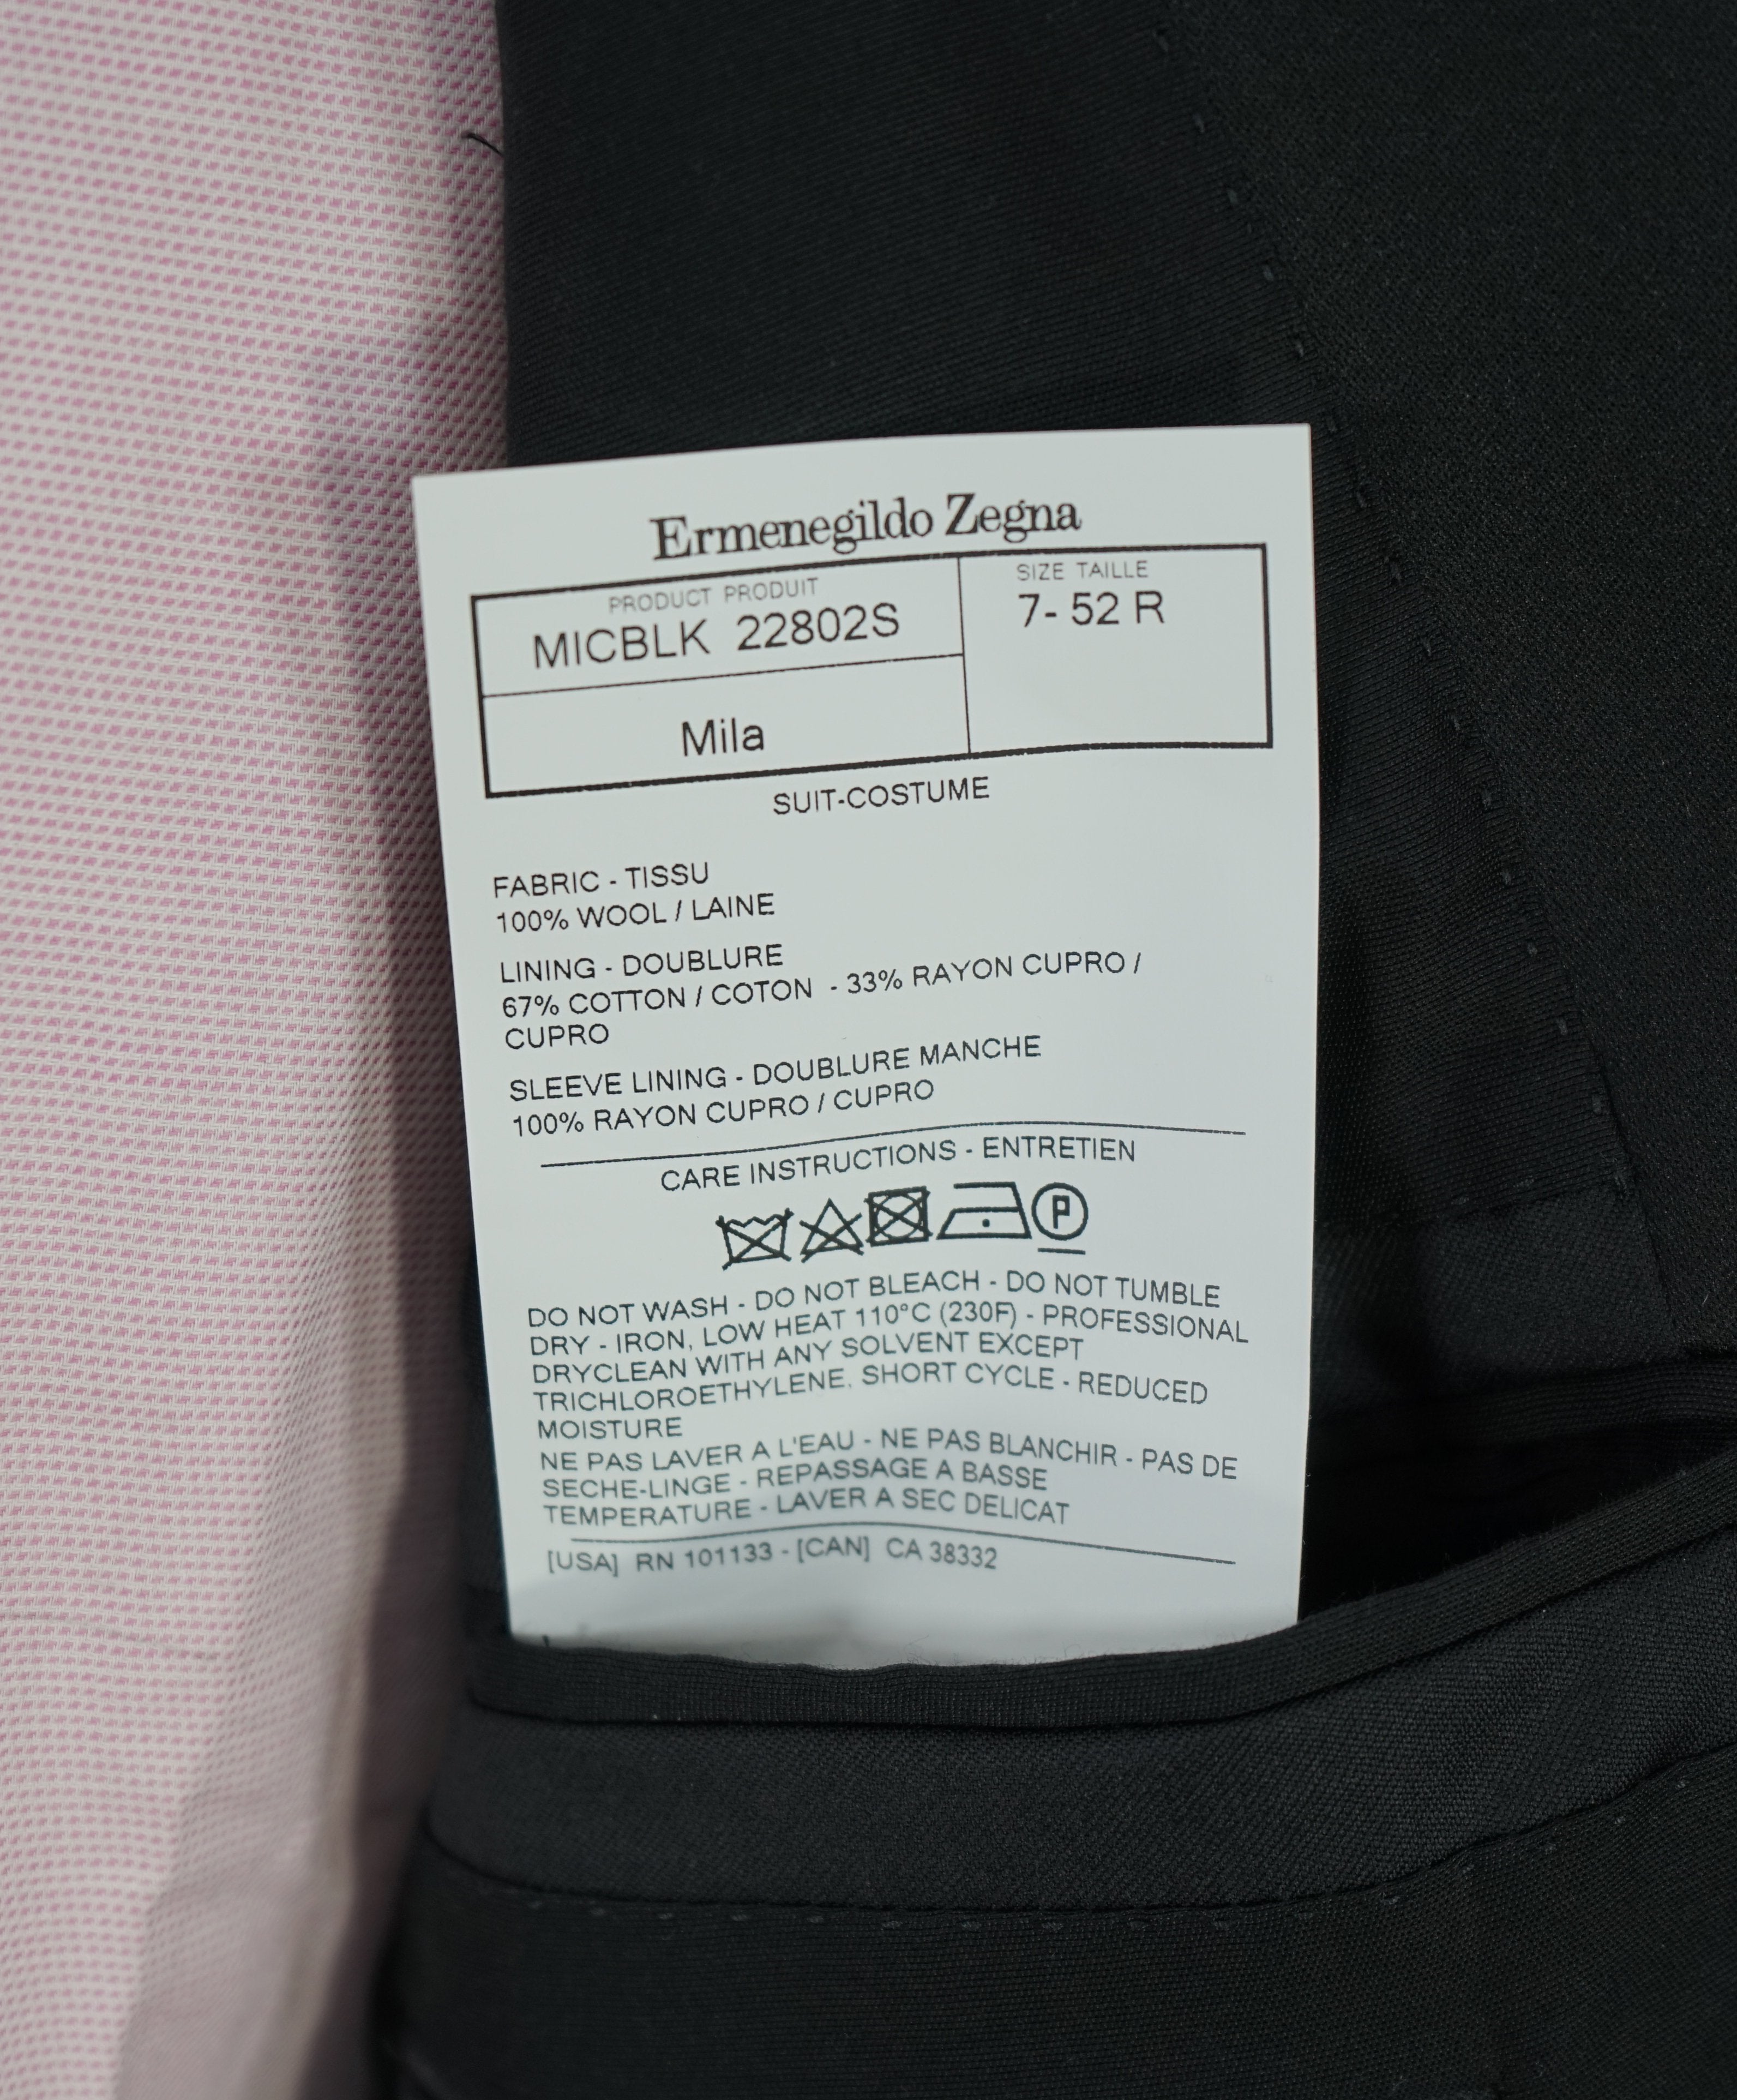 Ermenegildo Zegna
PRODUCT PRODUIT
MICBLK 22802S
SIZE TAILLE
7- 52 R
Mila
SUIT-COSTUME
FABRIC - TISSU
100% WOOL / LAINE
LINING - DOUBLURE
67% COTTON / COTON - 33% RAYON CUPRO /
CUPRO
SLEEVE LINING - DOUBLURE MANCHE
100% RAYON CUPRO / CUPRO
CARE INSTRUCTIONS - ENTRETIEN
P
DO NOT WASH - DO NOT BLEACH - DO NOT TUMBLE
DRY - IRON, LOW HEAT 110°C (230F) - PROFESSIONAL
DRYCLEAN WITH ANY SOLVENT EXCEPT
TRICHLOROETHYLENE. SHORT CYCLE - REDUCED
MOISTURE
NE PAS LAVER A L'EAU - NE PAS BLANCHIR - PAS DE
SECHE-LINGE - REPASSAGE A BASSE
TEMPERATURE - LAVER A SEC DELICAT
[USA] RN 101133 - [CAN] CA 38332